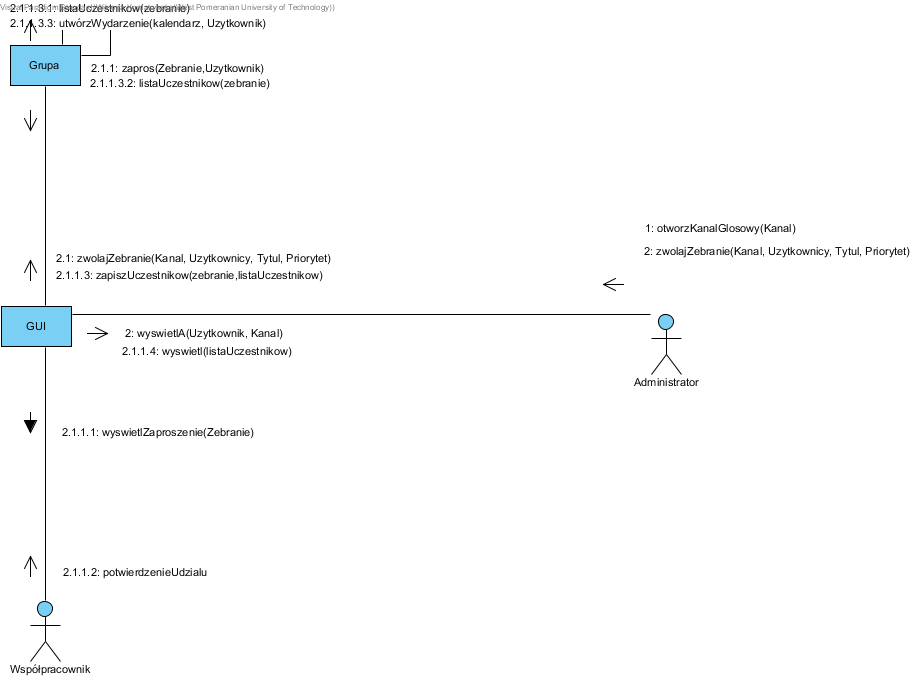 2.1.1.3.1: listaUczestnikow(zebranie)
Pomeranian University of Technology))
2.1.1.3.3: utwórzWydarzenie(kalendarz, Uzytkownik)
Grupa
2.1.1: zapros(Zebranie,Uzytkownik)
2.1.1.3.2: listaUczestnikow(zebranie)
1: otworzKanalGlosowy(Kanal)
2: zwolajZebranie(Kanal, Uzytkownicy, Tytul, Priorytet)
2.1: zwolajZebranie(Kanal, Uzytkownicy, Tytul, Priorytet)
2.1.1.3: zapiszUczestnikow(zebranie,listaUczestnikow)
GUI
2: wyswietlA(Uzytkownik, Kanal)
2.1.1.4: wyswietl(listaUczestnikow)
Administrator
2.1.1.1: wyswietlZaproszenie(Zebranie)
2.1.1.2: potwierdzenieUdzialu
Współpracownik